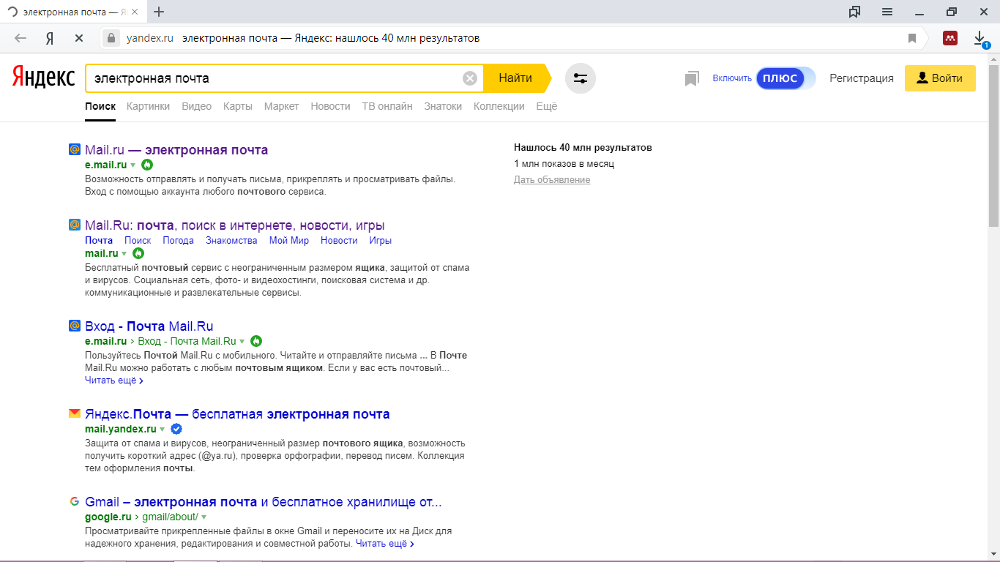 электронная почта — Я
yandex.ru электронная почта — Яндекс: нашлось 40 млн результатов
1
Яндекс электронная почта Найти Включить ПЛЮС Регистрация Войти
Поиск Картинки Видео Карты Маркет Новости ТВ онлайн Знатоки Коллекции Ещё
Mail.ru — электронная почта
e.mail.ru
Возможность отправлять и получать письма, прикреплять и просматривать файлы.
Вход с помощью аккаунта любого почтового сервиса.
Mail.Ru: почта, поиск в интернете, новости, игры
Почта Поиск Погода Знакомства Мой Мир Новости Игры
mail.ru
Бесплатный почтовый сервис с неограниченным размером ящика, защитой от спама
и вирусов. Социальная сеть, фото- и видеохостинги, поисковая система и др.
коммуникационные и развлекательные сервисы.
Вход - Почта Mail.Ru
e.mail.ru › Вход - Почта Mail.Ru
Пользуйтесь Почтой Mail.Ru с мобильного. Читайте и отправляйте письма ... В Почте
Mail.Ru можно работать с любым почтовым ящиком. Если у вас есть почтовый...
Читать ещё ›
Яндекс.Почта — бесплатная электронная почта
mail.yandex.ru
Защита от спама и вирусов, неограниченный размер почтового ящика, возможность
получить короткий адрес (@ya.ru), проверка орфографии, перевод писем. Коллекция
тем оформления почты.
Gmail – электронная почта и бесплатное хранилище от...
google.ru › gmail/about/
Просматривайте прикрепленные файлы в окне Gmail и переносите их на Диск для
надежного хранения, редактирования и совместной работы. Читать ещё ›
Нашлось 40 млн результатов
1 млн показов в месяц
Дать объявление